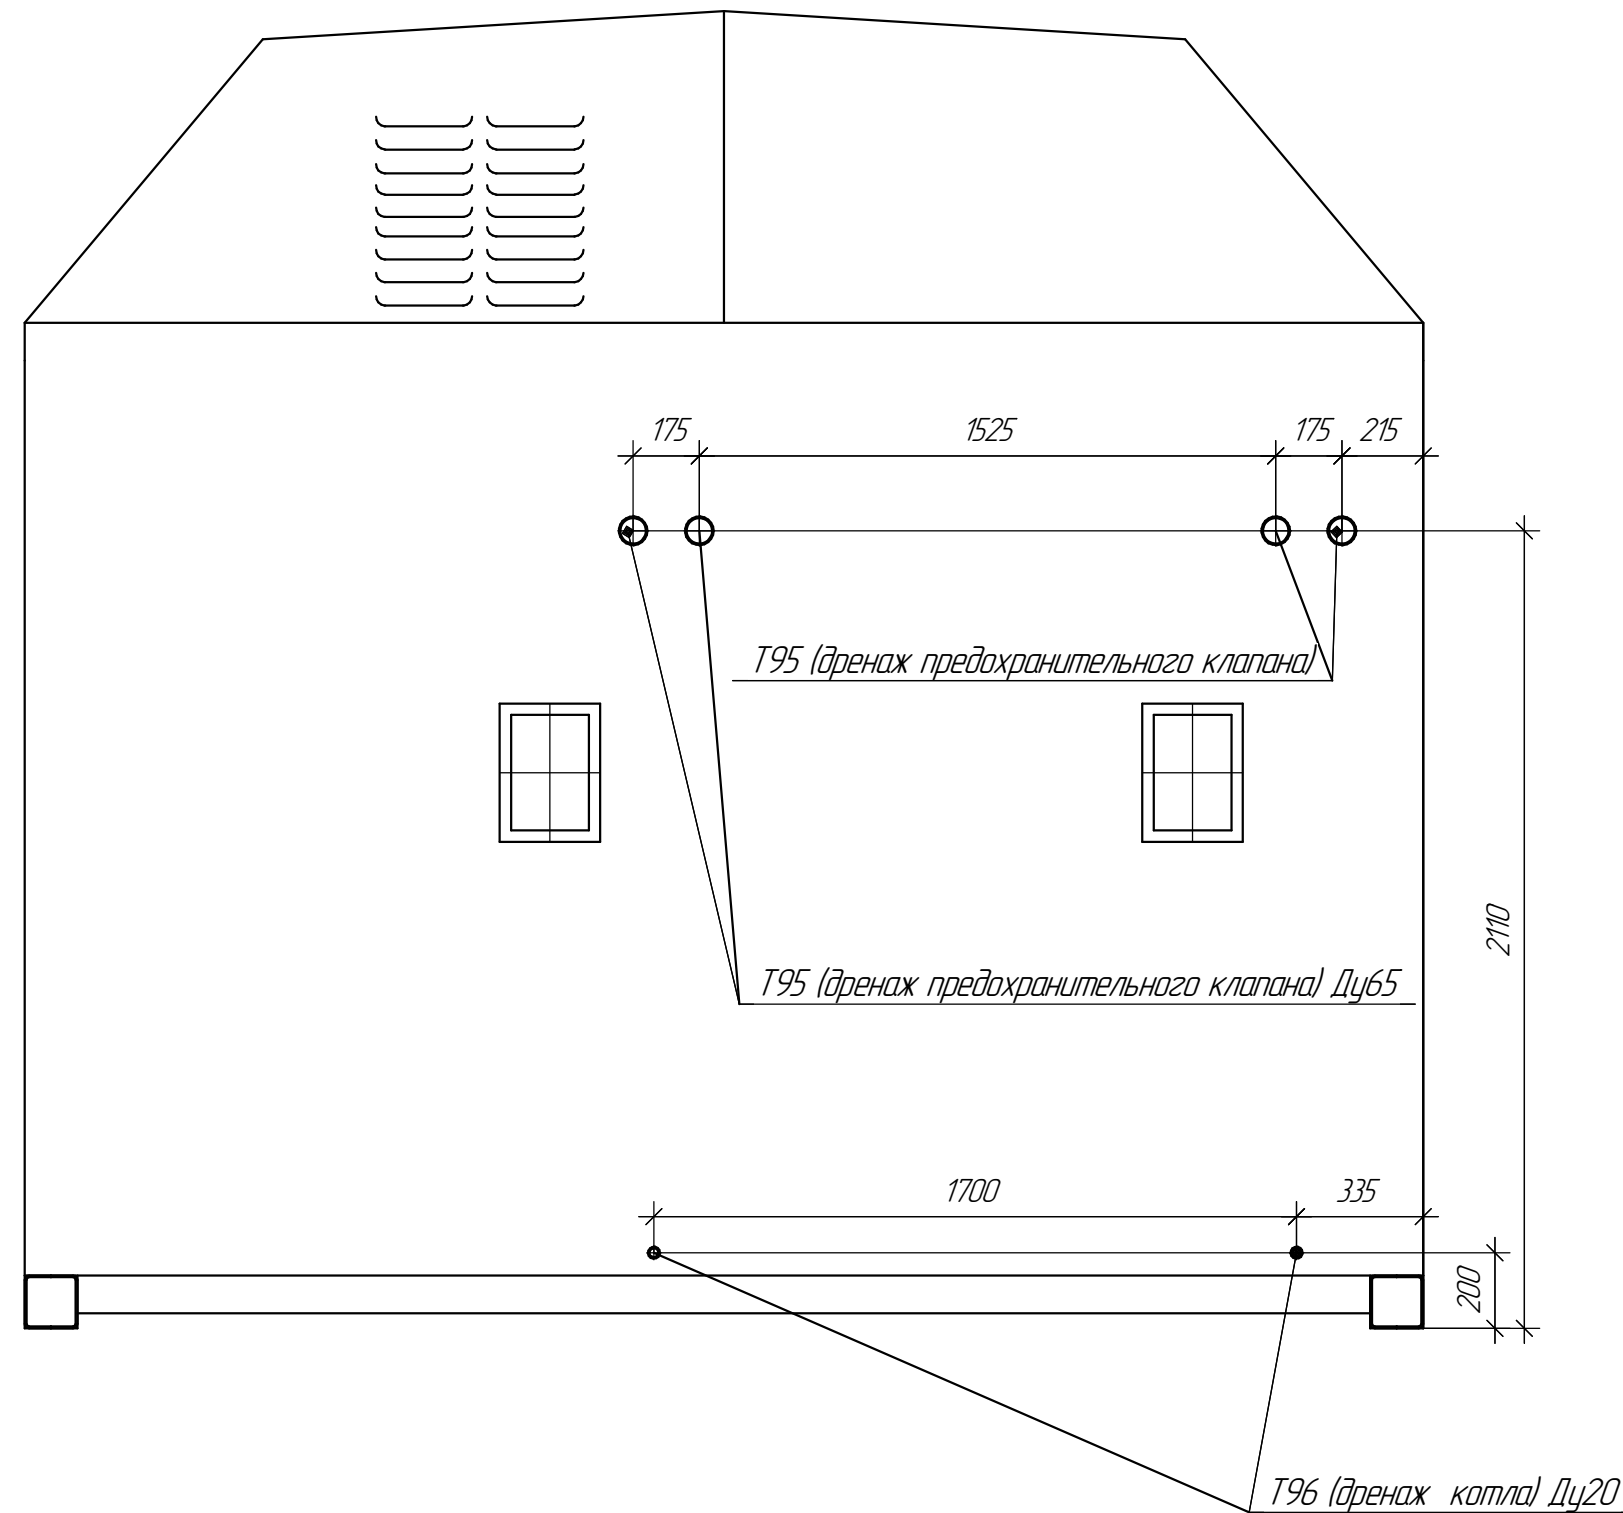 175 1525 175 215
Т95 (дренаж предохранительного клапана)
2110
Т95 (дренаж предохранительного клапана) Ду65
1700 335
200
Т96 (дренаж котла) Ду20